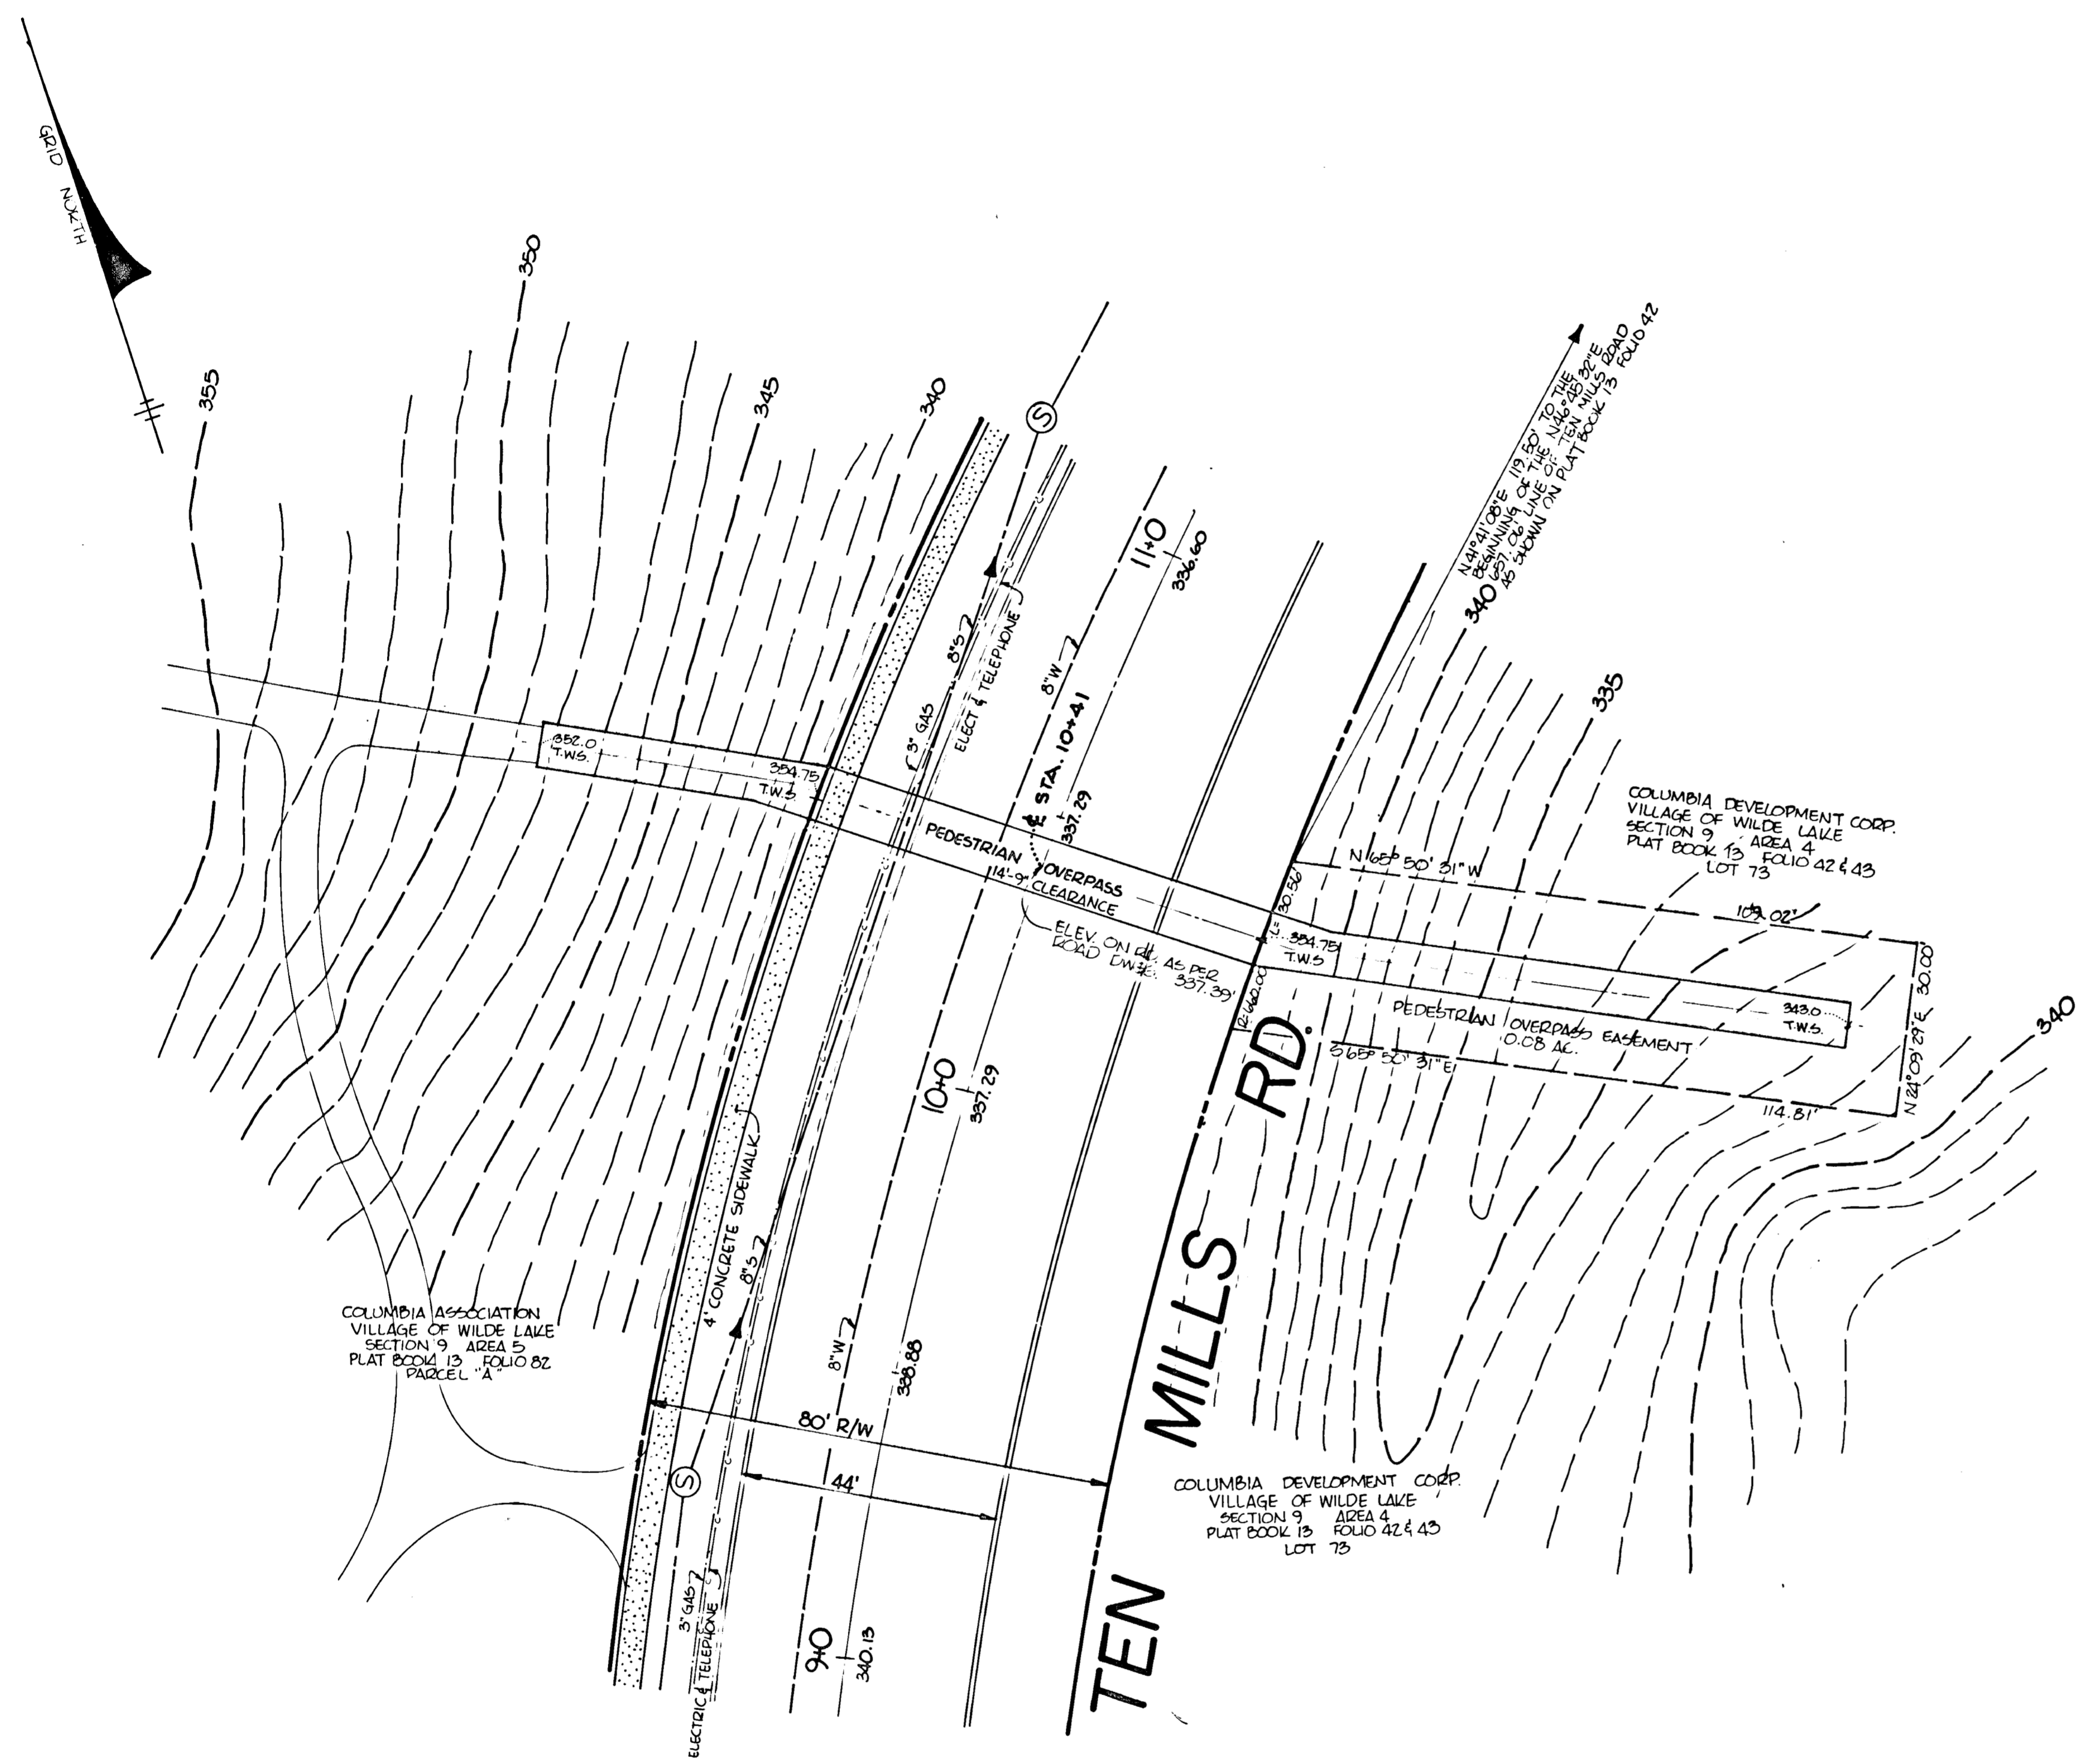 GRID NORTH
355
350
345
340
N41°41'08"E 119.50' TO THE
BEGINNING OF THE N46°45'32"E
657.06' LINE OF TEN MILLS ROAD
AS SHOWN ON PLAT BOOK 13 FOLIO 42
340
335
S
11+0
336.60
8"S
ELECT & TELEPHONE
8"W
3" GAS
℄ STA. 10+41
337.29
352.0
T.W.S.
354.75
T.W.S.
PEDESTRIAN OVERPASS
14'-9" CLEARANCE
ELEV. ON ℄ AS PER
ROAD DWG. 337.39'
COLUMBIA DEVELOPMENT CORP.
VILLAGE OF WILDE LAKE
SECTION 9 AREA 4
PLAT BOOK 13 FOLIO 42 & 43
LOT 73
N 65° 50' 31" W
109.02'
L= 30.56'
R=660.00'
354.75
T.W.S
343.0
T.W.S.
N 24° 09' 29" E 30.00'
PEDESTRIAN OVERPASS EASEMENT
0.08 AC.
S 65° 50' 31" E
114.81'
340
10+0
337.29
4' CONCRETE SIDEWALK
8"S
8"W
338.88
COLUMBIA ASSOCIATION
VILLAGE OF WILDE LAKE
SECTION 9 AREA 5
PLAT BOOK 13 FOLIO 82
PARCEL "A"
80' R/W
44'
S
TEN MILLS RD.
COLUMBIA DEVELOPMENT CORP.
VILLAGE OF WILDE LAKE
SECTION 9 AREA 4
PLAT BOOK 13 FOLIO 42 & 43
LOT 73
3" GAS
ELECTRIC & TELEPHONE
9+0
340.13